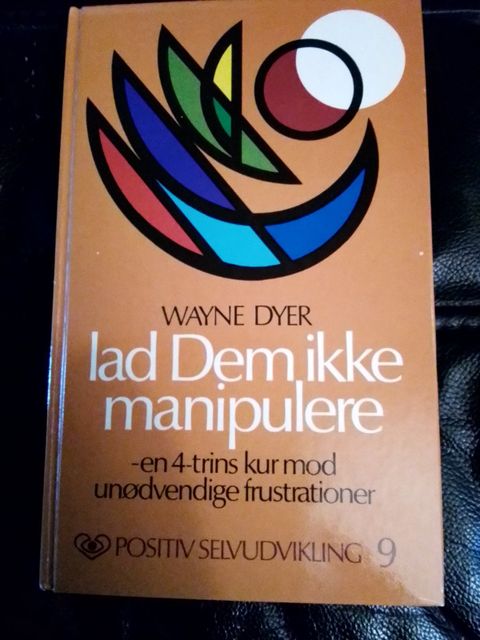 WAYNE DYER
lad Dem ikke
manipulere
-en 4-trins kur mod
unødvendige frustrationer
POSITIV SELVUDVIKLING 9